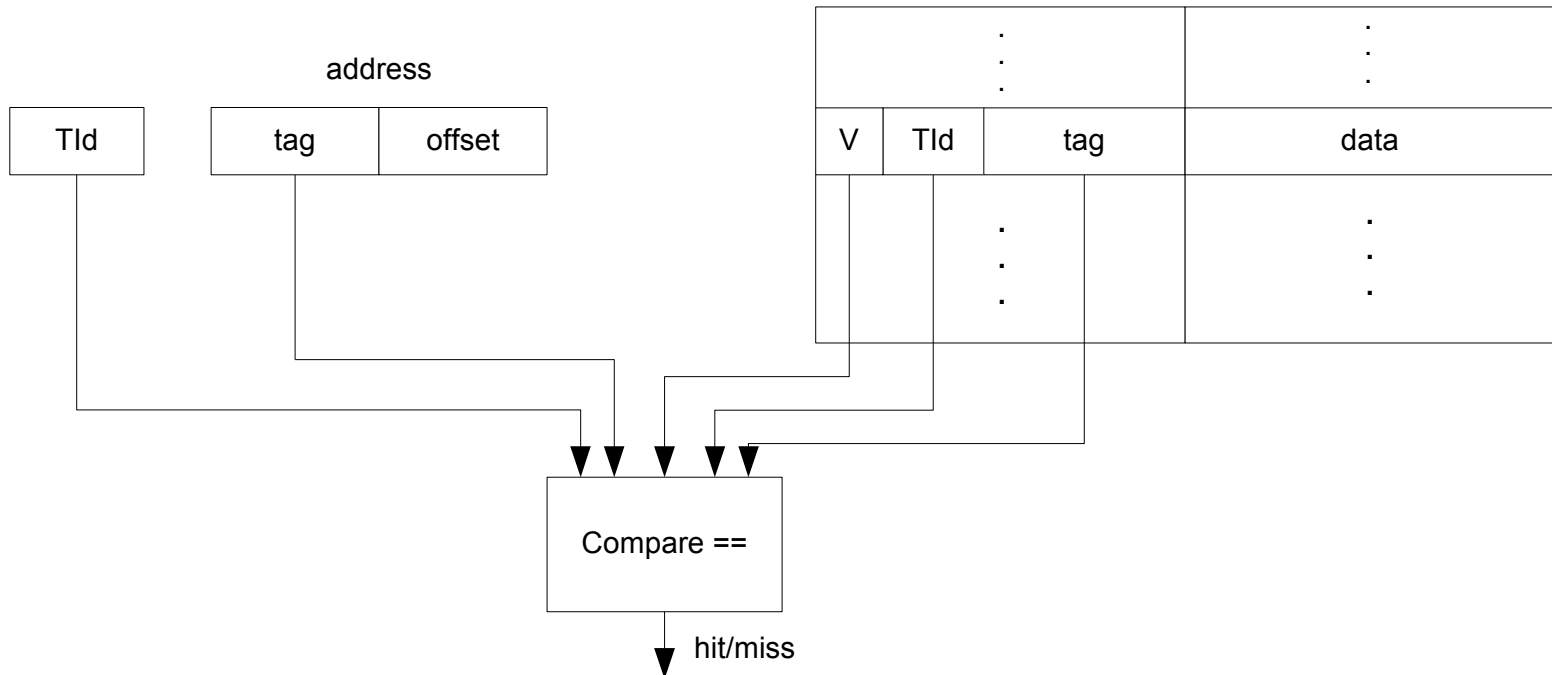 address
TId
tag
offset
V
TId
tag
data
Compare ==
hit/miss